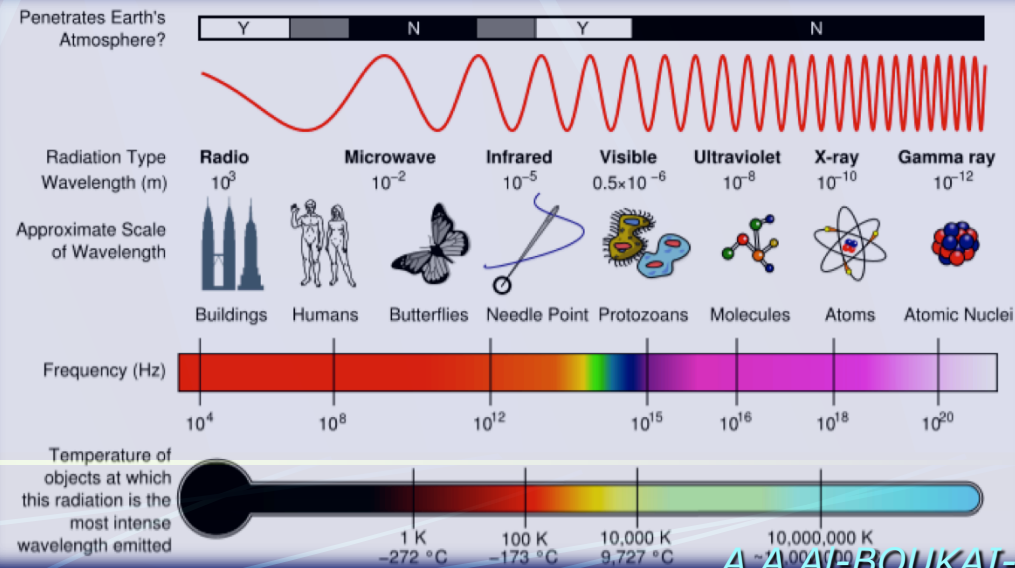 Penetrates Earth's
Atmosphere?
Y N Y N
Radiation Type
Radio Microwave Infrared Visible Ultraviolet X-ray Gamma ray
Wavelength (m)
10³ 10⁻² 10⁻⁵ 0.5×10⁻⁶ 10⁻⁸ 10⁻¹⁰ 10⁻¹²
Approximate Scale
of Wavelength
Buildings Humans Butterflies Needle Point Protozoans Molecules Atoms Atomic Nuclei
Frequency (Hz)
10⁴ 10⁸ 10¹² 10¹⁵ 10¹⁶ 10¹⁸ 10²⁰
Temperature of
objects at which
this radiation is the
most intense
wavelength emitted
1 K 100 K 10,000 K 10,000,000 K
−272 °C −173 °C 9,727 °C
A.A.Al-BOUKAI-